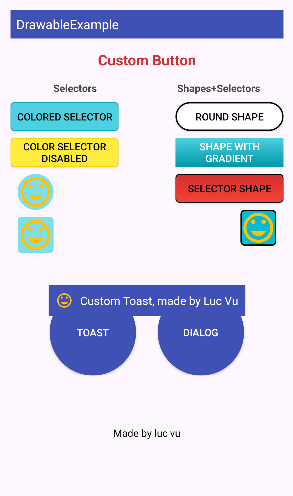 DrawableExample
Custom Button
Selectors
Shapes+Selectors
COLORED SELECTOR
ROUND SHAPE
COLOR SELECTOR
DISABLED
SHAPE WITH
GRADIENT
SELECTOR SHAPE
Custom Toast, made by Luc Vu
TOAST
DIALOG
Made by luc vu